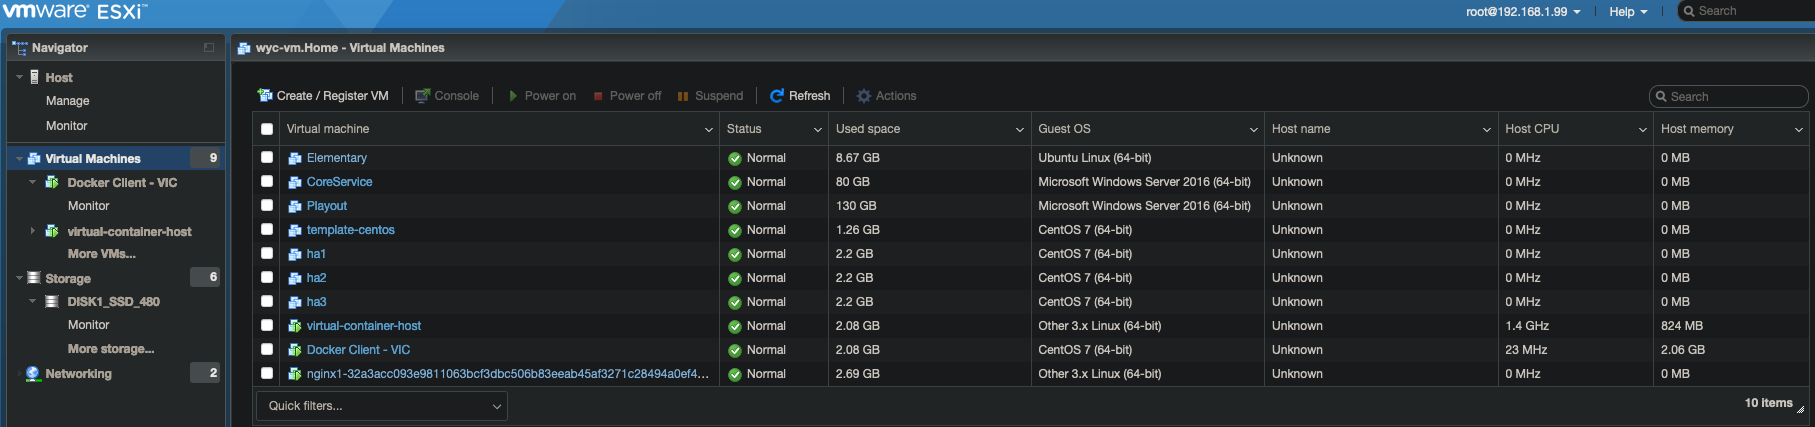 vmware ESXi™
root@192.168.1.99
Help
Search
Navigator
Host
Manage
Monitor
Virtual Machines 9
Docker Client - VIC
Monitor
virtual-container-host
More VMs...
Storage 6
DISK1_SSD_480
Monitor
More storage...
Networking 2
wyc-vm.Home - Virtual Machines
Create / Register VM Console Power on Power off Suspend Refresh Actions Search
Virtual machine Status Used space Guest OS Host name Host CPU Host memory
Elementary Normal 8.67 GB Ubuntu Linux (64-bit) Unknown 0 MHz 0 MB
CoreService Normal 80 GB Microsoft Windows Server 2016 (64-bit) Unknown 0 MHz 0 MB
Playout Normal 130 GB Microsoft Windows Server 2016 (64-bit) Unknown 0 MHz 0 MB
template-centos Normal 1.26 GB CentOS 7 (64-bit) Unknown 0 MHz 0 MB
ha1 Normal 2.2 GB CentOS 7 (64-bit) Unknown 0 MHz 0 MB
ha2 Normal 2.2 GB CentOS 7 (64-bit) Unknown 0 MHz 0 MB
ha3 Normal 2.2 GB CentOS 7 (64-bit) Unknown 0 MHz 0 MB
virtual-container-host Normal 2.08 GB Other 3.x Linux (64-bit) Unknown 1.4 GHz 824 MB
Docker Client - VIC Normal 2.08 GB CentOS 7 (64-bit) Unknown 23 MHz 2.06 GB
nginx1-32a3acc093e9811063bcf3dbc506b83eeab45af3271c28494a0ef4... Normal 2.69 GB Other 3.x Linux (64-bit) Unknown 0 MHz 0 MB
Quick filters...
10 items